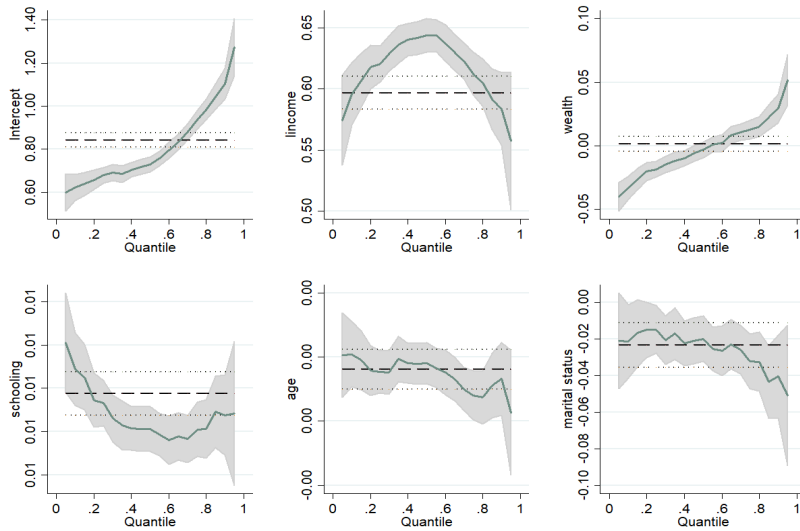 Intercept
1.40
1.20
1.00
0.80
0.60
0 .2 .4 .6 .8 1
Quantile
lincome
0.65
0.60
0.55
0.50
0 .2 .4 .6 .8 1
Quantile
wealth
0.10
0.05
0.00
-0.05
0 .2 .4 .6 .8 1
Quantile
schooling
0.01
0.01
0.01
0.01
0.01
0 .2 .4 .6 .8 1
Quantile
age
0.00
0.00
0.00
-0.00
0 .2 .4 .6 .8 1
Quantile
marital status
0.00
-0.02
-0.04
-0.06
-0.08
-0.10
0 .2 .4 .6 .8 1
Quantile